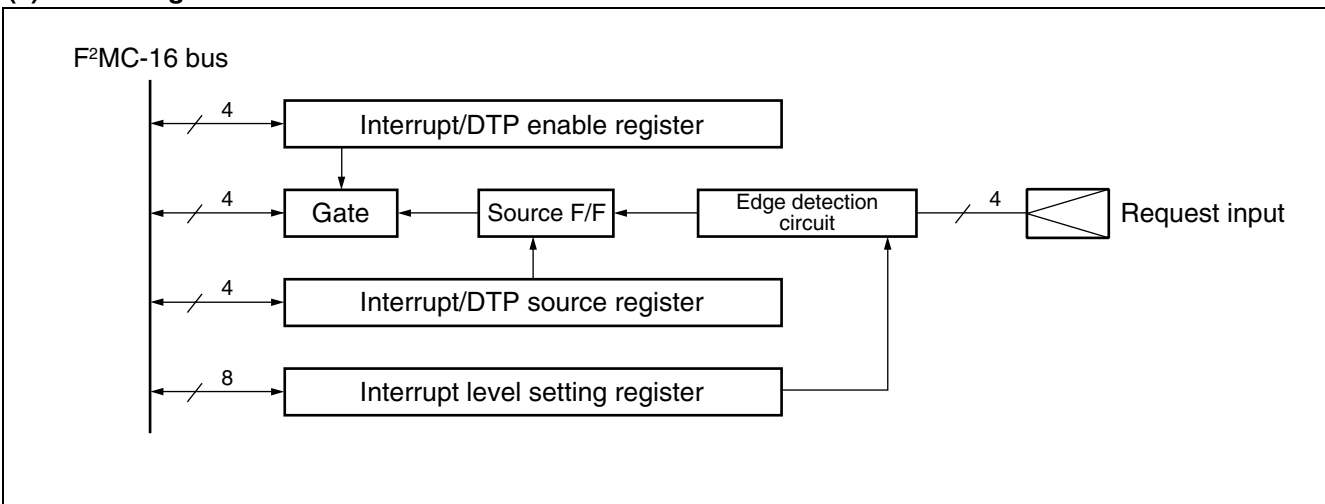 F²MC-16 bus
4
Interrupt/DTP enable register
4
Gate
Source F/F
Edge detection
circuit
4
Request input
4
Interrupt/DTP source register
8
Interrupt level setting register